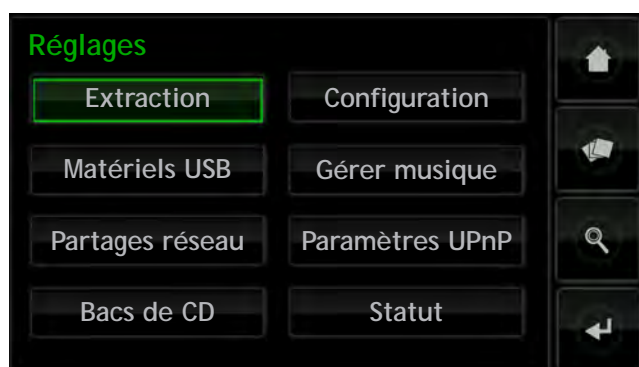 Réglages
Extraction
Configuration
Matériels USB
Gérer musique
Partages réseau
Paramètres UPnP
Bacs de CD
Statut